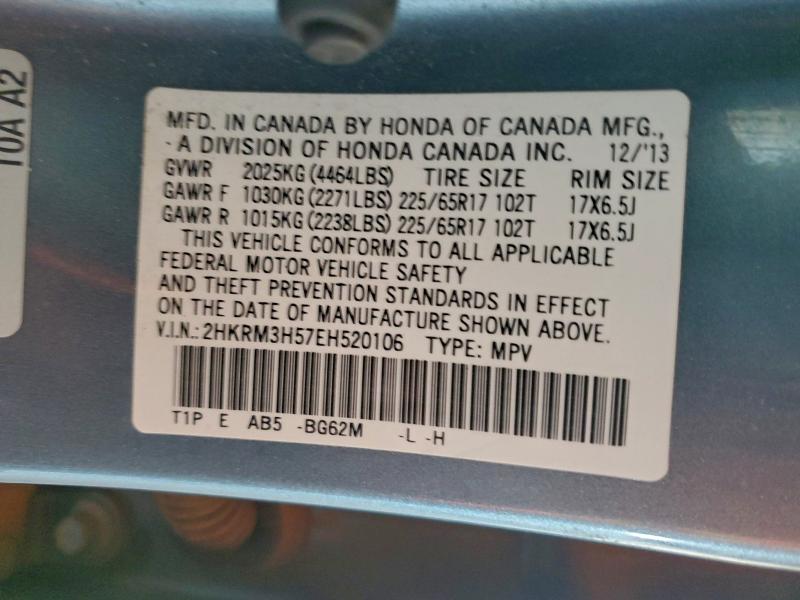 10A A2
MFD. IN CANADA BY HONDA OF CANADA MFG.,
- A DIVISION OF HONDA CANADA INC. 12/'13
GVWR 2025KG (4464LBS) TIRE SIZE RIM SIZE
GAWR F 1030KG (2271LBS) 225/65R17 102T 17X6.5J
GAWR R 1015KG (2238LBS) 225/65R17 102T 17X6.5J
THIS VEHICLE CONFORMS TO ALL APPLICABLE
FEDERAL MOTOR VEHICLE SAFETY
AND THEFT PREVENTION STANDARDS IN EFFECT
ON THE DATE OF MANUFACTURE SHOWN ABOVE.
V.I.N.: 2HKRM3H57EH520106 TYPE: MPV
T1P E AB5 -BG62M -L -H